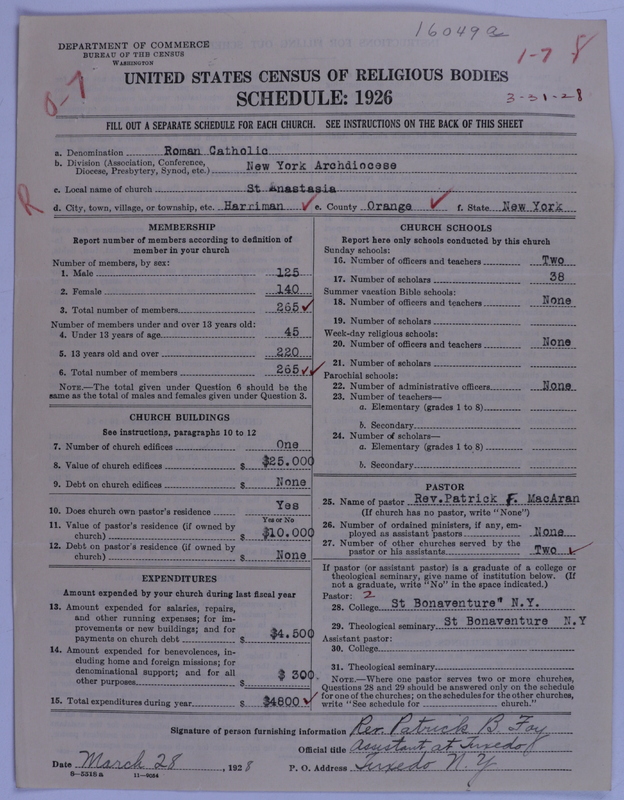 160499a
DEPARTMENT OF COMMERCE
BUREAU OF THE CENSUS
WASHINGTON
1-7 8
UNITED STATES CENSUS OF RELIGIOUS BODIES
SCHEDULE: 1926
3-31-28
0-7
FILL OUT A SEPARATE SCHEDULE FOR EACH CHURCH. SEE INSTRUCTIONS ON THE BACK OF THIS SHEET
a. Denomination Roman Catholic
b. Division (Association, Conference, Diocese, Presbytery, Synod, etc.) New York Archdiocese
c. Local name of church St Anastasia
R
d. City, town, village, or township, etc. Harriman ✓ e. County Orange ✓ f. State New York
MEMBERSHIP
Report number of members according to definition of
member in your church
Number of members, by sex:
1. Male 125
2. Female 140
3. Total number of members 265 ✓
Number of members under and over 13 years old:
4. Under 13 years of age 45
5. 13 years old and over 220
6. Total number of members 265 ✓✓
NOTE.—The total given under Question 6 should be the
same as the total of males and females given under Question 3.
CHURCH BUILDINGS
See instructions, paragraphs 10 to 12
7. Number of church edifices One
8. Value of church edifices $ $25.000
9. Debt on church edifices $ None
10. Does church own pastor's residence Yes
Yes or No
11. Value of pastor's residence (if owned by
church) $ $10.000
12. Debt on pastor's residence (if owned by
church) $ None
EXPENDITURES
Amount expended by your church during last fiscal year
13. Amount expended for salaries, repairs,
and other running expenses; for im-
provements or new buildings; and for
payments on church debt $ $4.500
14. Amount expended for benevolences, in-
cluding home and foreign missions; for
denominational support; and for all
other purposes $ $ 300.
15. Total expenditures during year $ $4800 ✓
CHURCH SCHOOLS
Report here only schools conducted by this church
Sunday schools:
16. Number of officers and teachers Two
17. Number of scholars 38
Summer vacation Bible schools:
18. Number of officers and teachers None
19. Number of scholars
Week-day religious schools:
20. Number of officers and teachers None
21. Number of scholars
Parochial schools:
22. Number of administrative officers None
23. Number of teachers—
a. Elementary (grades 1 to 8)
b. Secondary
24. Number of scholars—
a. Elementary (grades 1 to 8)
b. Secondary
PASTOR
25. Name of pastor Rev.Patrick F. MacAran
(If church has no pastor, write "None")
26. Number of ordained ministers, if any, em-
ployed as assistant pastors None
27. Number of other churches served by the
pastor or his assistants Two ✓
If pastor (or assistant pastor) is a graduate of a college or
theological seminary, give name of institution below. (If
not a graduate, write "No" in the space indicated.)
Pastor: 2
28. College St Bonaventure" N.Y.
29. Theological seminary St Bonaventure N.Y
Assistant pastor:
30. College
31. Theological seminary
NOTE.—Where one pastor serves two or more churches,
Questions 28 and 29 should be answered only on the schedule
for one of the churches; on the schedules for the other churches,
write "See schedule for church."
Signature of person furnishing information Rev. Patrick B. Foy
Official title Assistant at Tuxedo
Date March 28, 1928 P. O. Address Tuxedo N. Y
8—5318a 11—9084